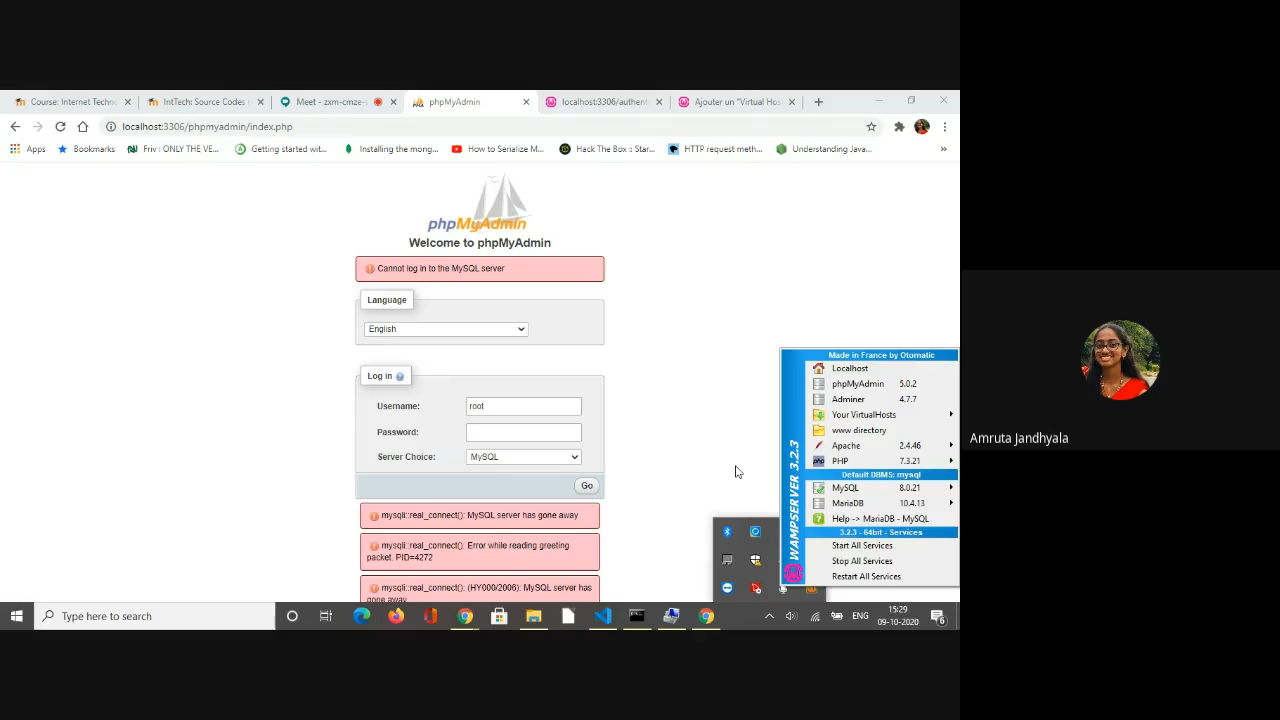 Course: Internet Techno
IntTech: Source Codes
Meet - zxm-cmze-
phpMyAdmin
localhost:3306/authent
Ajouter un "Virtual Hos
localhost:3306/phpmyadmin/index.php
Apps
Bookmarks
Friv : ONLY THE VE...
Getting started wit...
Installing the mong...
How to Serialize M...
Hack The Box :: Star...
HTTP request meth...
Understanding Java...
»
phpMyAdmin
Welcome to phpMyAdmin
Cannot log in to the MySQL server
Language
English
Log in
Username: root
Password:
Server Choice: MySQL
Go
mysqli::real_connect(): MySQL server has gone away
mysqli::real_connect(): Error while reading greeting
packet. PID=4272
mysqli::real_connect(): (HY000/2006): MySQL server has
gone away
WAMPSERVER 3.2.3
Made in France by Otomatic
Localhost
phpMyAdmin 5.0.2
Adminer 4.7.7
Your VirtualHosts
www directory
Apache 2.4.46
PHP 7.3.21
Default DBMS: mysql
MySQL 8.0.21
MariaDB 10.4.13
Help -> MariaDB - MySQL
3.2.3 - 64bit - Services
Start All Services
Stop All Services
Restart All Services
Type here to search
ENG
15:29
09-10-2020
6
Amruta Jandhyala